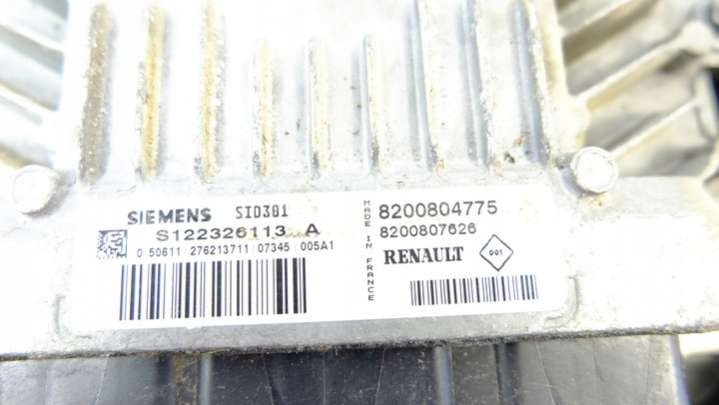 SIEMENS SID301
S122326113 A
0 50611 276213711 07345 005A1
MADE IN FRANCE
8200804775
8200807626
RENAULT 001